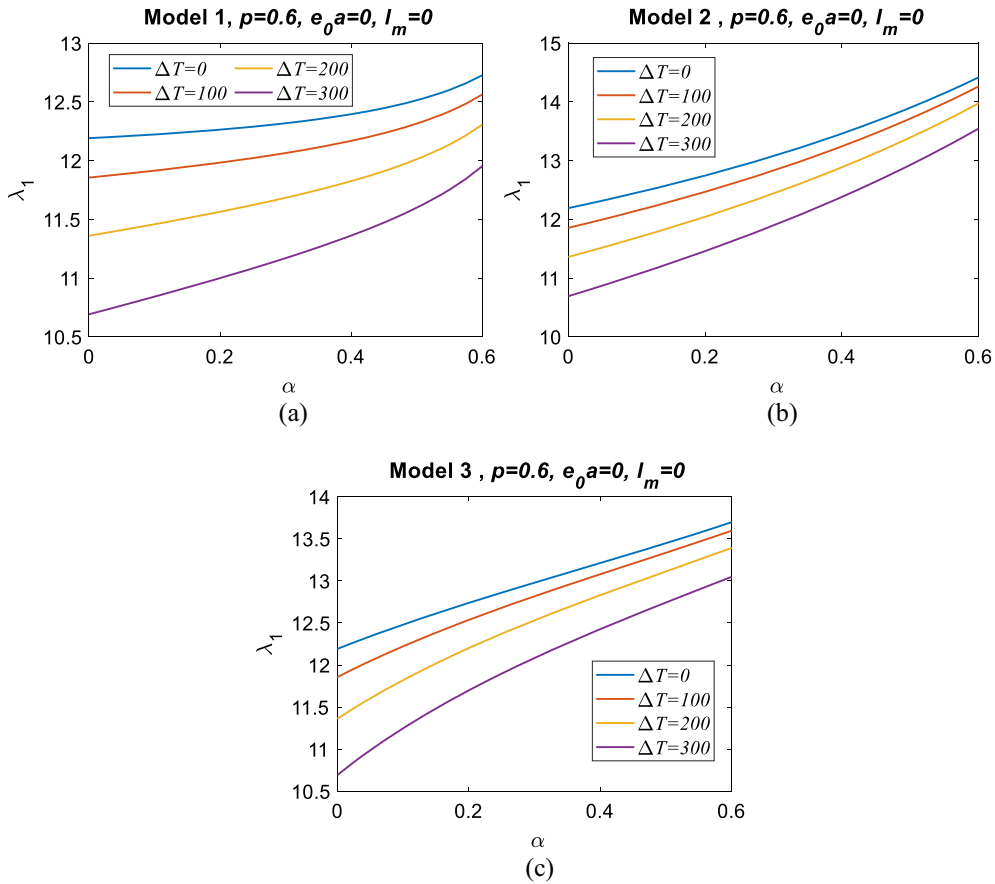 Model 1, p=0.6, e0a=0, lm=0
13
12.5
12
11.5
11
10.5
λ1
ΔT=0
ΔT=100
ΔT=200
ΔT=300
0
0.2
0.4
0.6
α
(a)
Model 2 , p=0.6, e0a=0, lm=0
15
14
13
12
11
10
λ1
ΔT=0
ΔT=100
ΔT=200
ΔT=300
0
0.2
0.4
0.6
α
(b)
Model 3 , p=0.6, e0a=0, lm=0
14
13.5
13
12.5
12
11.5
11
10.5
λ1
ΔT=0
ΔT=100
ΔT=200
ΔT=300
0
0.2
0.4
0.6
α
(c)